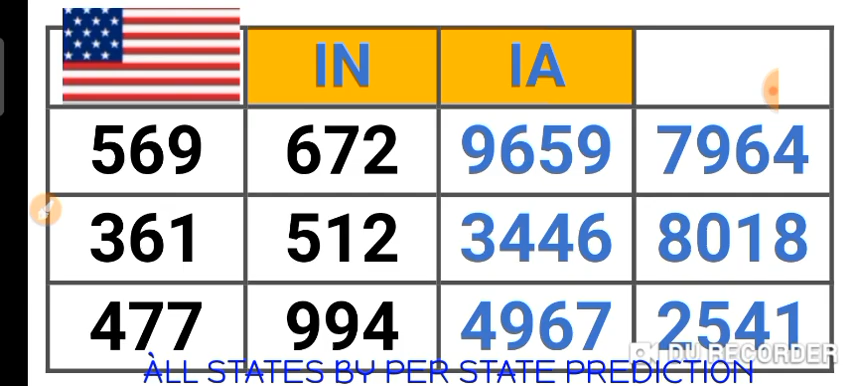 IN IA
569 672 9659 7964
361 512 3446 8018
477 994 4967 2541
DU RECORDER
ÀLL STATES BY PER STATE PREDICTION